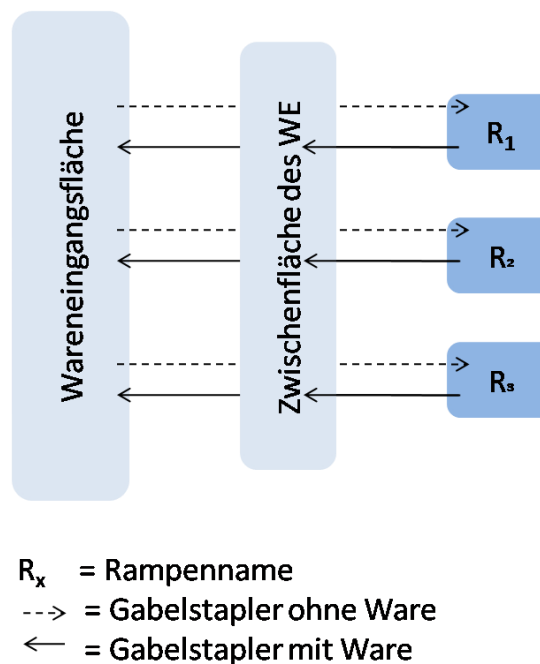 Wareneingangsfläche
Zwischenfläche des WE
R₁
R₂
R₃
Rₓ = Rampenname
= Gabelstapler ohne Ware
= Gabelstapler mit Ware